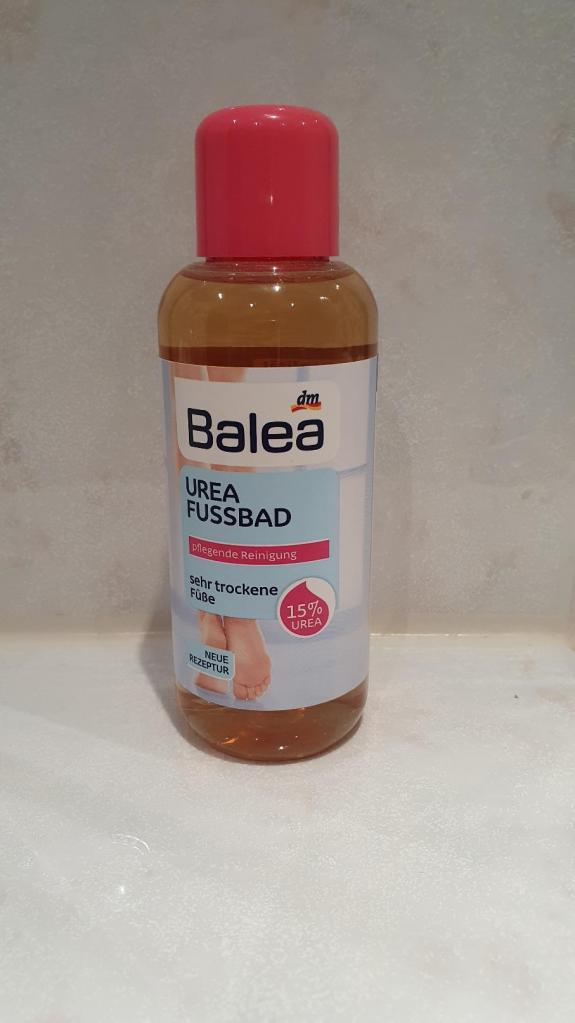 dm
Balea
UREA
FUSSBAD
pflegende Reinigung
sehr trockene
Füße
15%
UREA
NEUE
REZEPTUR